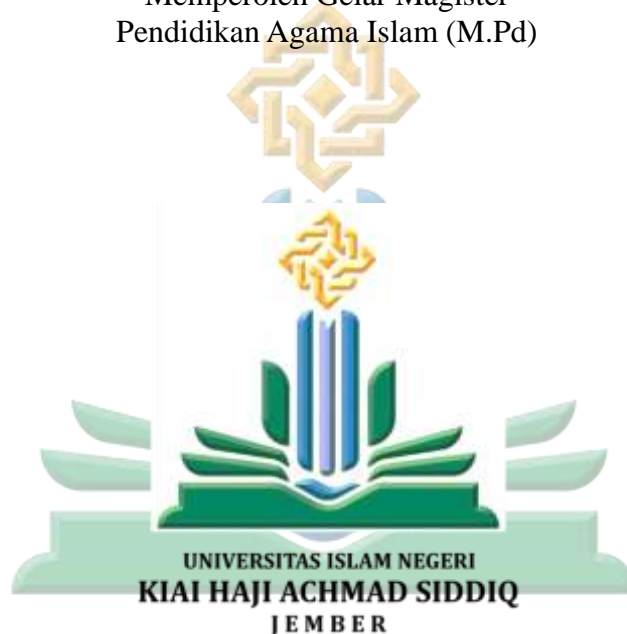 Memperoleh Gelar Magister
Pendidikan Agama Islam (M.Pd)
UNIVERSITAS ISLAM NEGERI
KIAI HAJI ACHMAD SIDDIQ
JEMBER